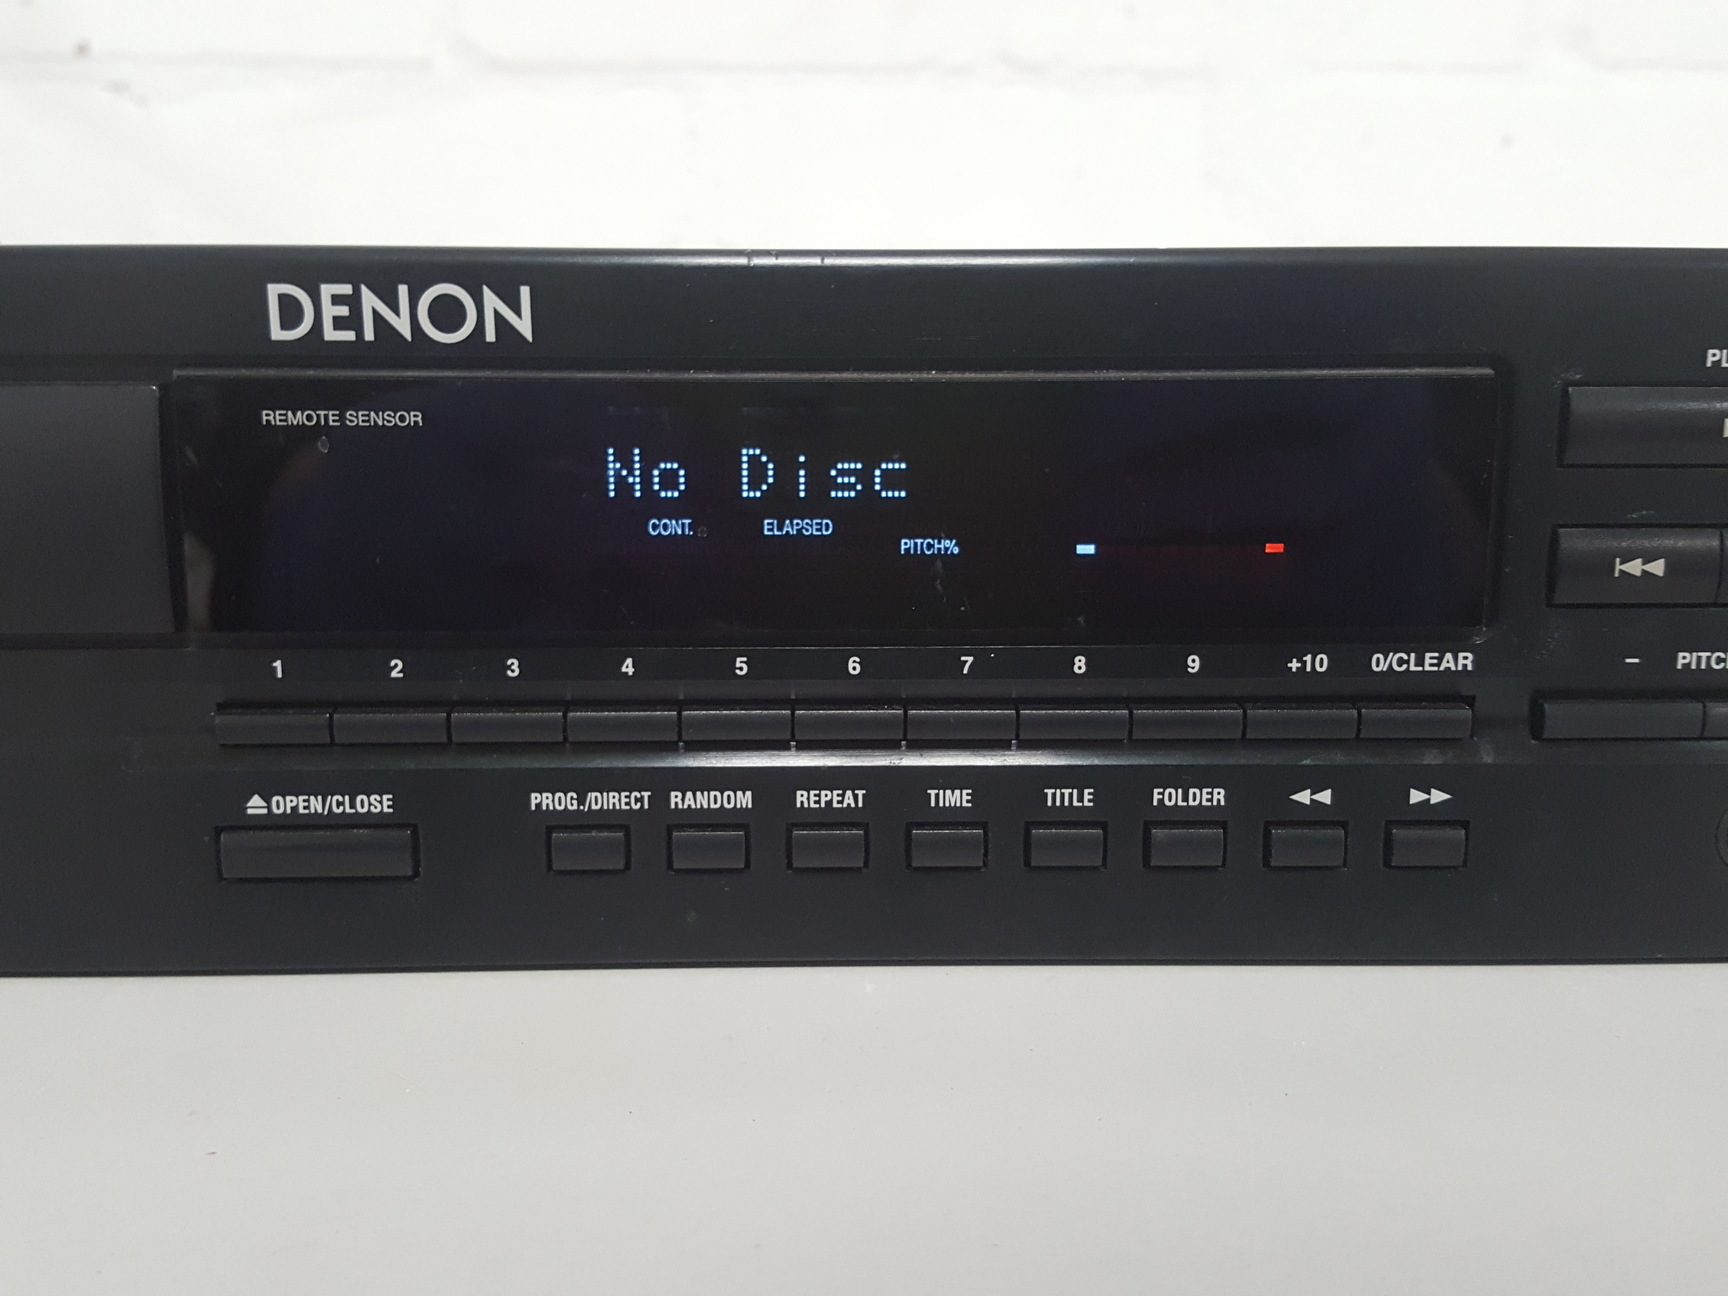 DENON
REMOTE SENSOR
No Disc
CONT. ELAPSED
PITCH%
1 2 3 4 5 6 7 8 9 +10 0/CLEAR
OPEN/CLOSE PROG./DIRECT RANDOM REPEAT TIME TITLE FOLDER